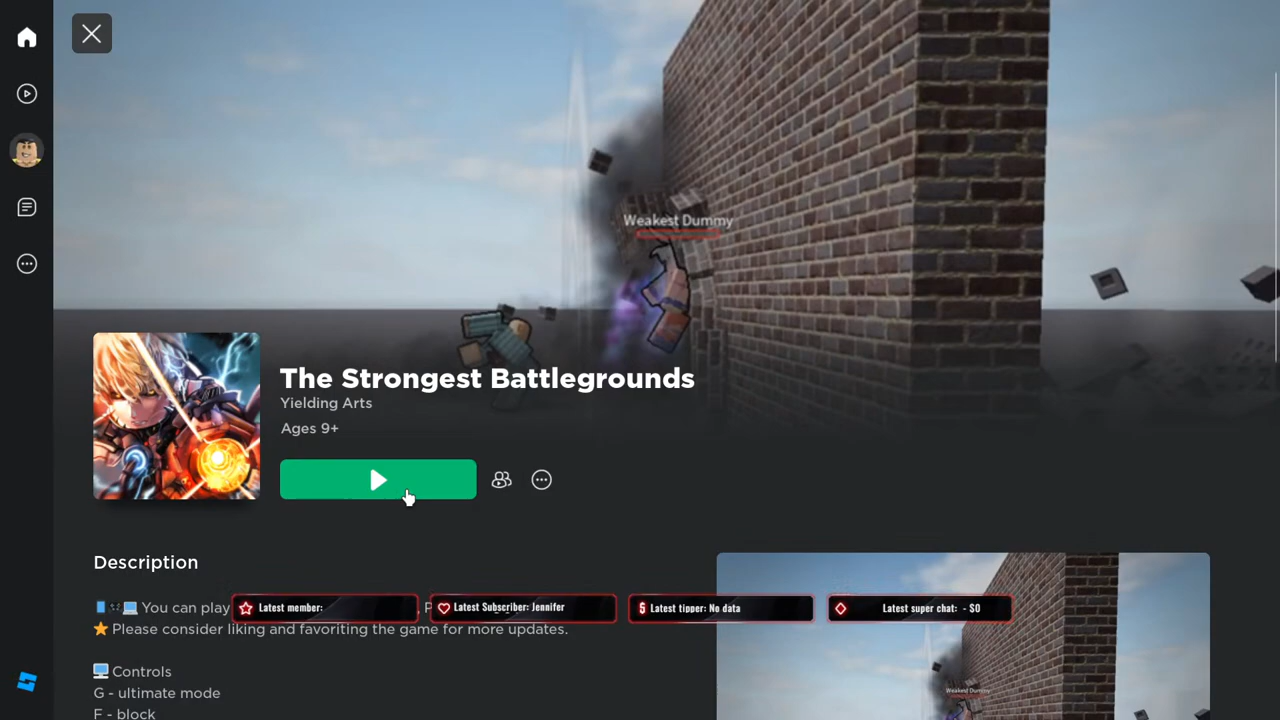 Weakest Dummy
The Strongest Battlegrounds
Yielding Arts
Ages 9+
Description
You can play
Latest member:
, P
Latest Subscriber: Jennifer
Latest tipper: No data
Latest super chat: - $0
Please consider liking and favoriting the game for more updates.
Controls
G - ultimate mode
F - block
Weakest Dummy